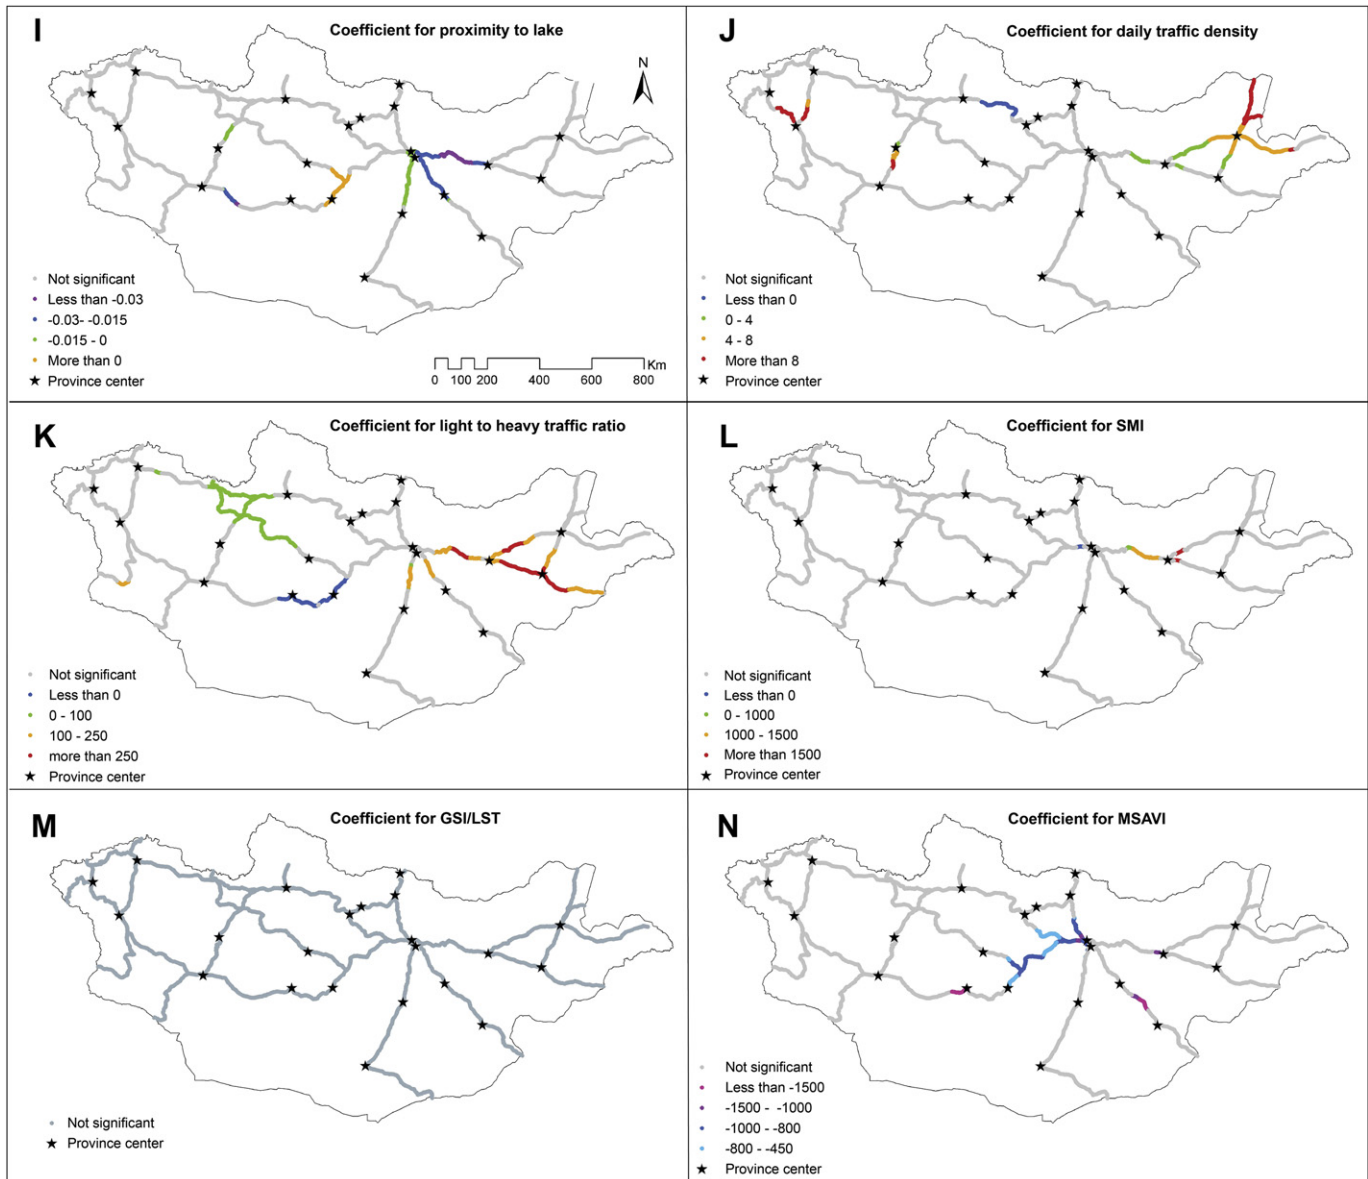 I
Coefficient for proximity to lake
N
Not significant
Less than -0.03
-0.03- -0.015
-0.015 - 0
More than 0
Province center
Km
0 100 200 400 600 800
J
Coefficient for daily traffic density
Not significant
Less than 0
0 - 4
4 - 8
More than 8
Province center
K
Coefficient for light to heavy traffic ratio
Not significant
Less than 0
0 - 100
100 - 250
more than 250
Province center
L
Coefficient for SMI
Not significant
Less than 0
0 - 1000
1000 - 1500
More than 1500
Province center
M
Coefficient for GSI/LST
Not significant
Province center
N
Coefficient for MSAVI
Not significant
Less than -1500
-1500 - -1000
-1000 - -800
-800 - -450
Province center